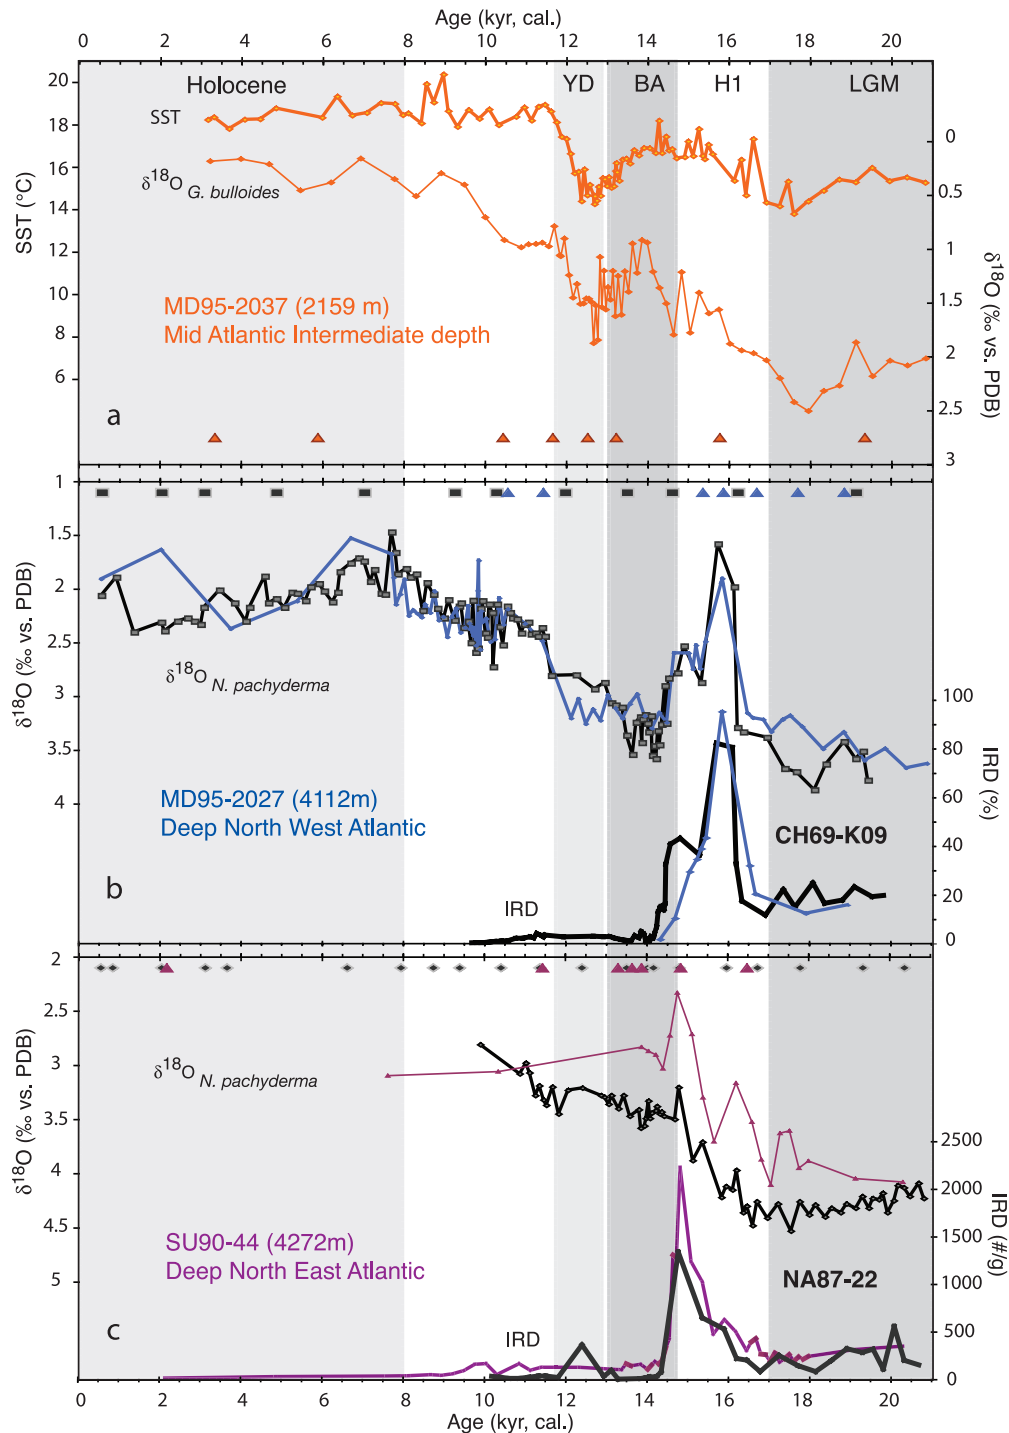 Age (kyr, cal.)
0 2 4 6 8 10 12 14 16 18 20
Holocene YD BA H1 LGM
20
18
16
14
12
10
8
6
SST (°C)
SST
δ18O G. bulloides
0
0.5
1
1.5
2
2.5
3
δ18O (‰ vs. PDB)
MD95-2037 (2159 m)
Mid Atlantic Intermediate depth
a
1
1.5
2
2.5
3
3.5
4
δ18O (‰ vs. PDB)
δ18O N. pachyderma
100
80
60
40
20
0
IRD (%)
MD95-2027 (4112m)
Deep North West Atlantic
CH69-K09
IRD
b
2
2.5
3
3.5
4
4.5
5
δ18O (‰ vs. PDB)
δ18O N. pachyderma
2500
2000
1500
1000
500
0
IRD (#/g)
SU90-44 (4272m)
Deep North East Atlantic
NA87-22
IRD
c
0 2 4 6 8 10 12 14 16 18 20
Age (kyr, cal.)